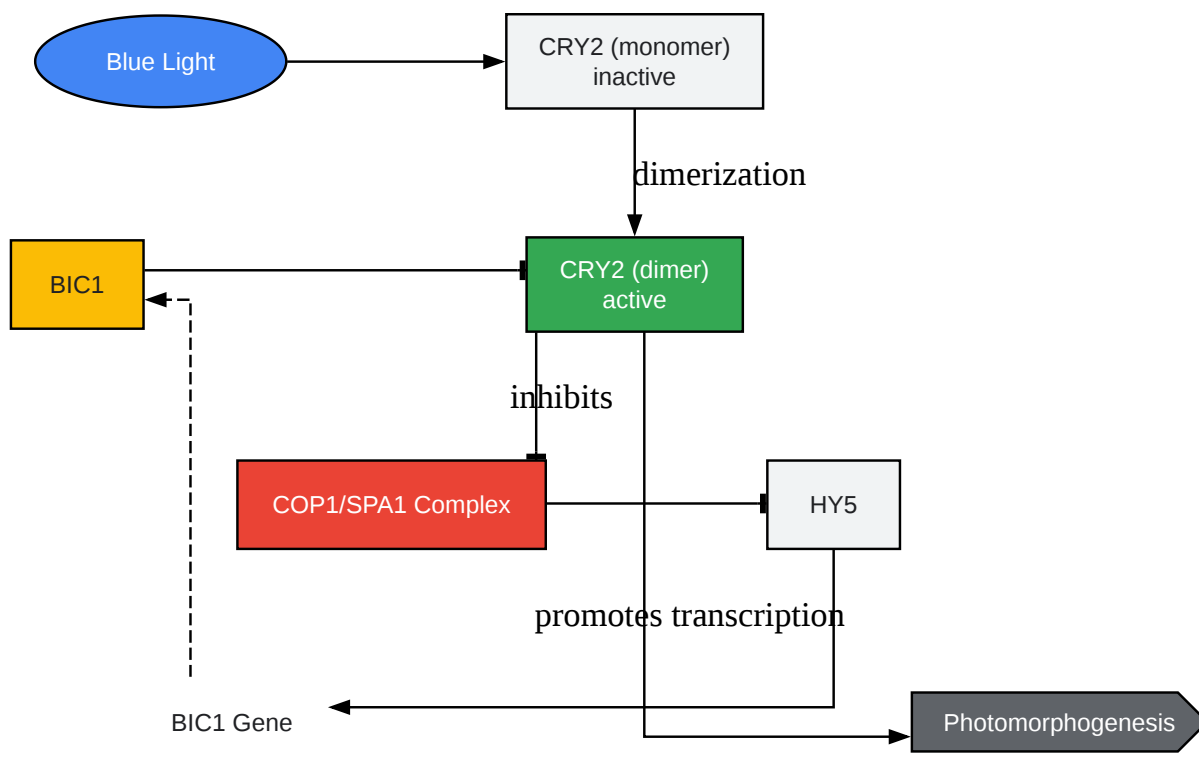 Blue Light
CRY2 (monomer)
inactive
dimerization
BIC1
CRY2 (dimer)
active
inhibits
COP1/SPA1 Complex
HY5
promotes transcription
BIC1 Gene
Photomorphogenesis